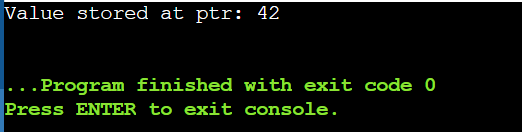 Value stored at ptr: 42
...Program finished with exit code 0
Press ENTER to exit console.